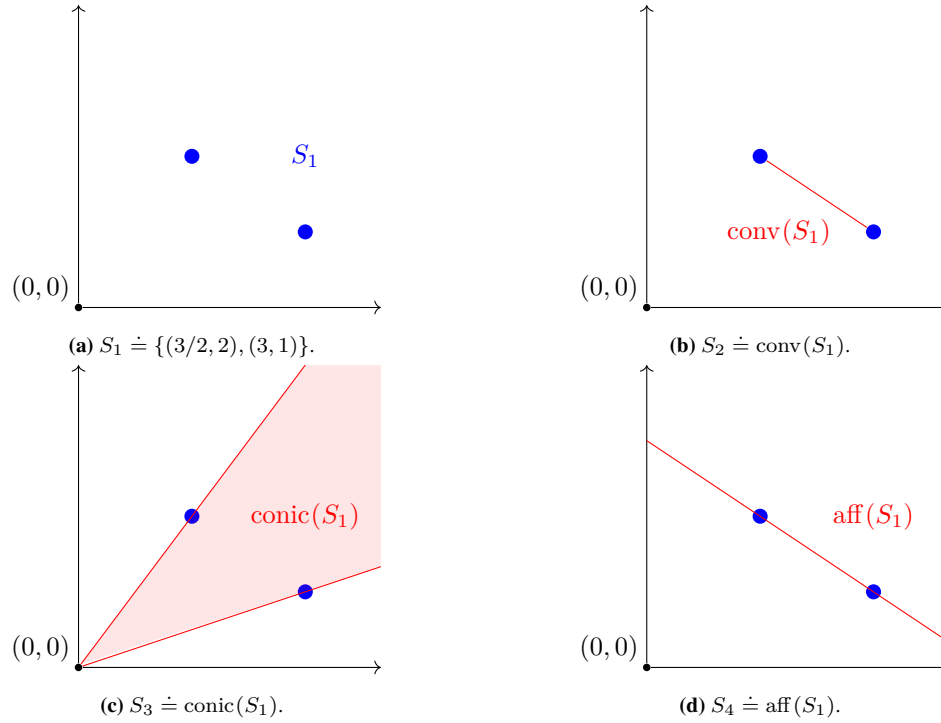 S₁
(0, 0)
(a) S₁ ≐ {(3/2, 2), (3, 1)}.
conv(S₁)
(0, 0)
(b) S₂ ≐ conv(S₁).
conic(S₁)
(0, 0)
(c) S₃ ≐ conic(S₁).
aff(S₁)
(0, 0)
(d) S₄ ≐ aff(S₁).